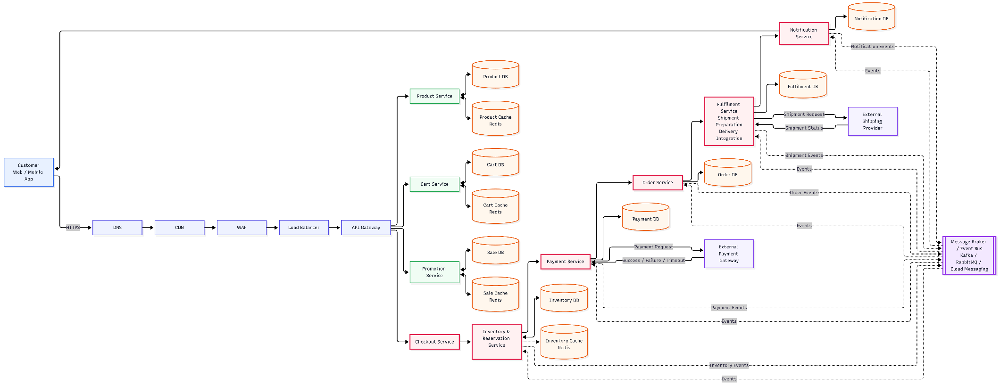 Notification DB
Notification
Service
Notification Events
Events
Product DB
Fulfilment DB
Product Service
Fulfilment
Service
Shipment
Preparation
Delivery
Integration
Shipment Request
Shipment Status
External
Shipping
Provider
Product Cache
Redis
Shipment Events
Events
Customer
Web / Mobile
App
Cart DB
Cart Service
Order Service
Order DB
Order Events
Cart Cache
Redis
Payment DB
Events
HTTPS
DNS
CDN
WAF
Load Balancer
API Gateway
Sale DB
Payment Service
Payment Request
Success / Failure / Timeout
External
Payment
Gateway
Message Broker
/ Event Bus
Kafka /
RabbitMQ /
Cloud Messaging
Promotion
Service
Sale Cache
Redis
Inventory DB
Payment Events
Events
Checkout Service
Inventory &
Reservation
Service
Inventory Cache
Redis
Inventory Events
Events